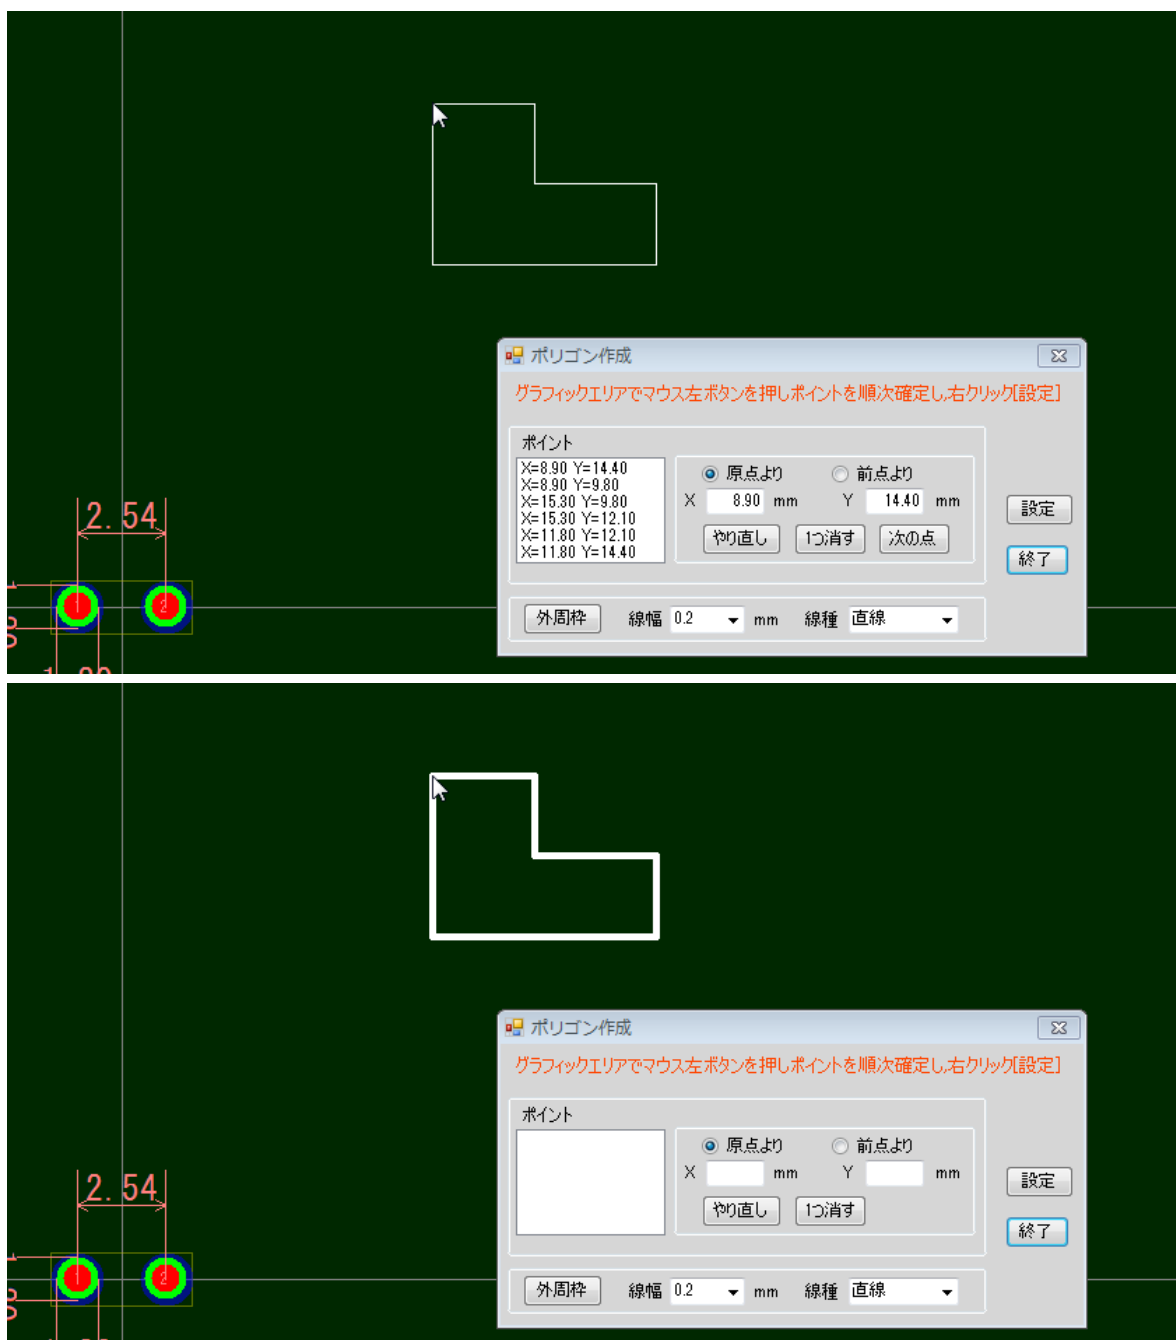 ポリゴン作成
グラフィックエリアでマウス左ボタンを押しポイントを順次確定し,右クリック[設定]
ポイント
X=8.90 Y=14.40
X=8.90 Y=9.80
X=15.30 Y=9.80
X=15.30 Y=12.10
X=11.80 Y=12.10
X=11.80 Y=14.40
原点より 前点より
X 8.90 mm Y 14.40 mm
やり直し 1つ消す 次の点
設定
終了
外周枠 線幅 0.2 mm 線種 直線
2.54
1 2
ポリゴン作成
グラフィックエリアでマウス左ボタンを押しポイントを順次確定し,右クリック[設定]
ポイント
原点より 前点より
X mm Y mm
やり直し 1つ消す
設定
終了
外周枠 線幅 0.2 mm 線種 直線
2.54
1 2